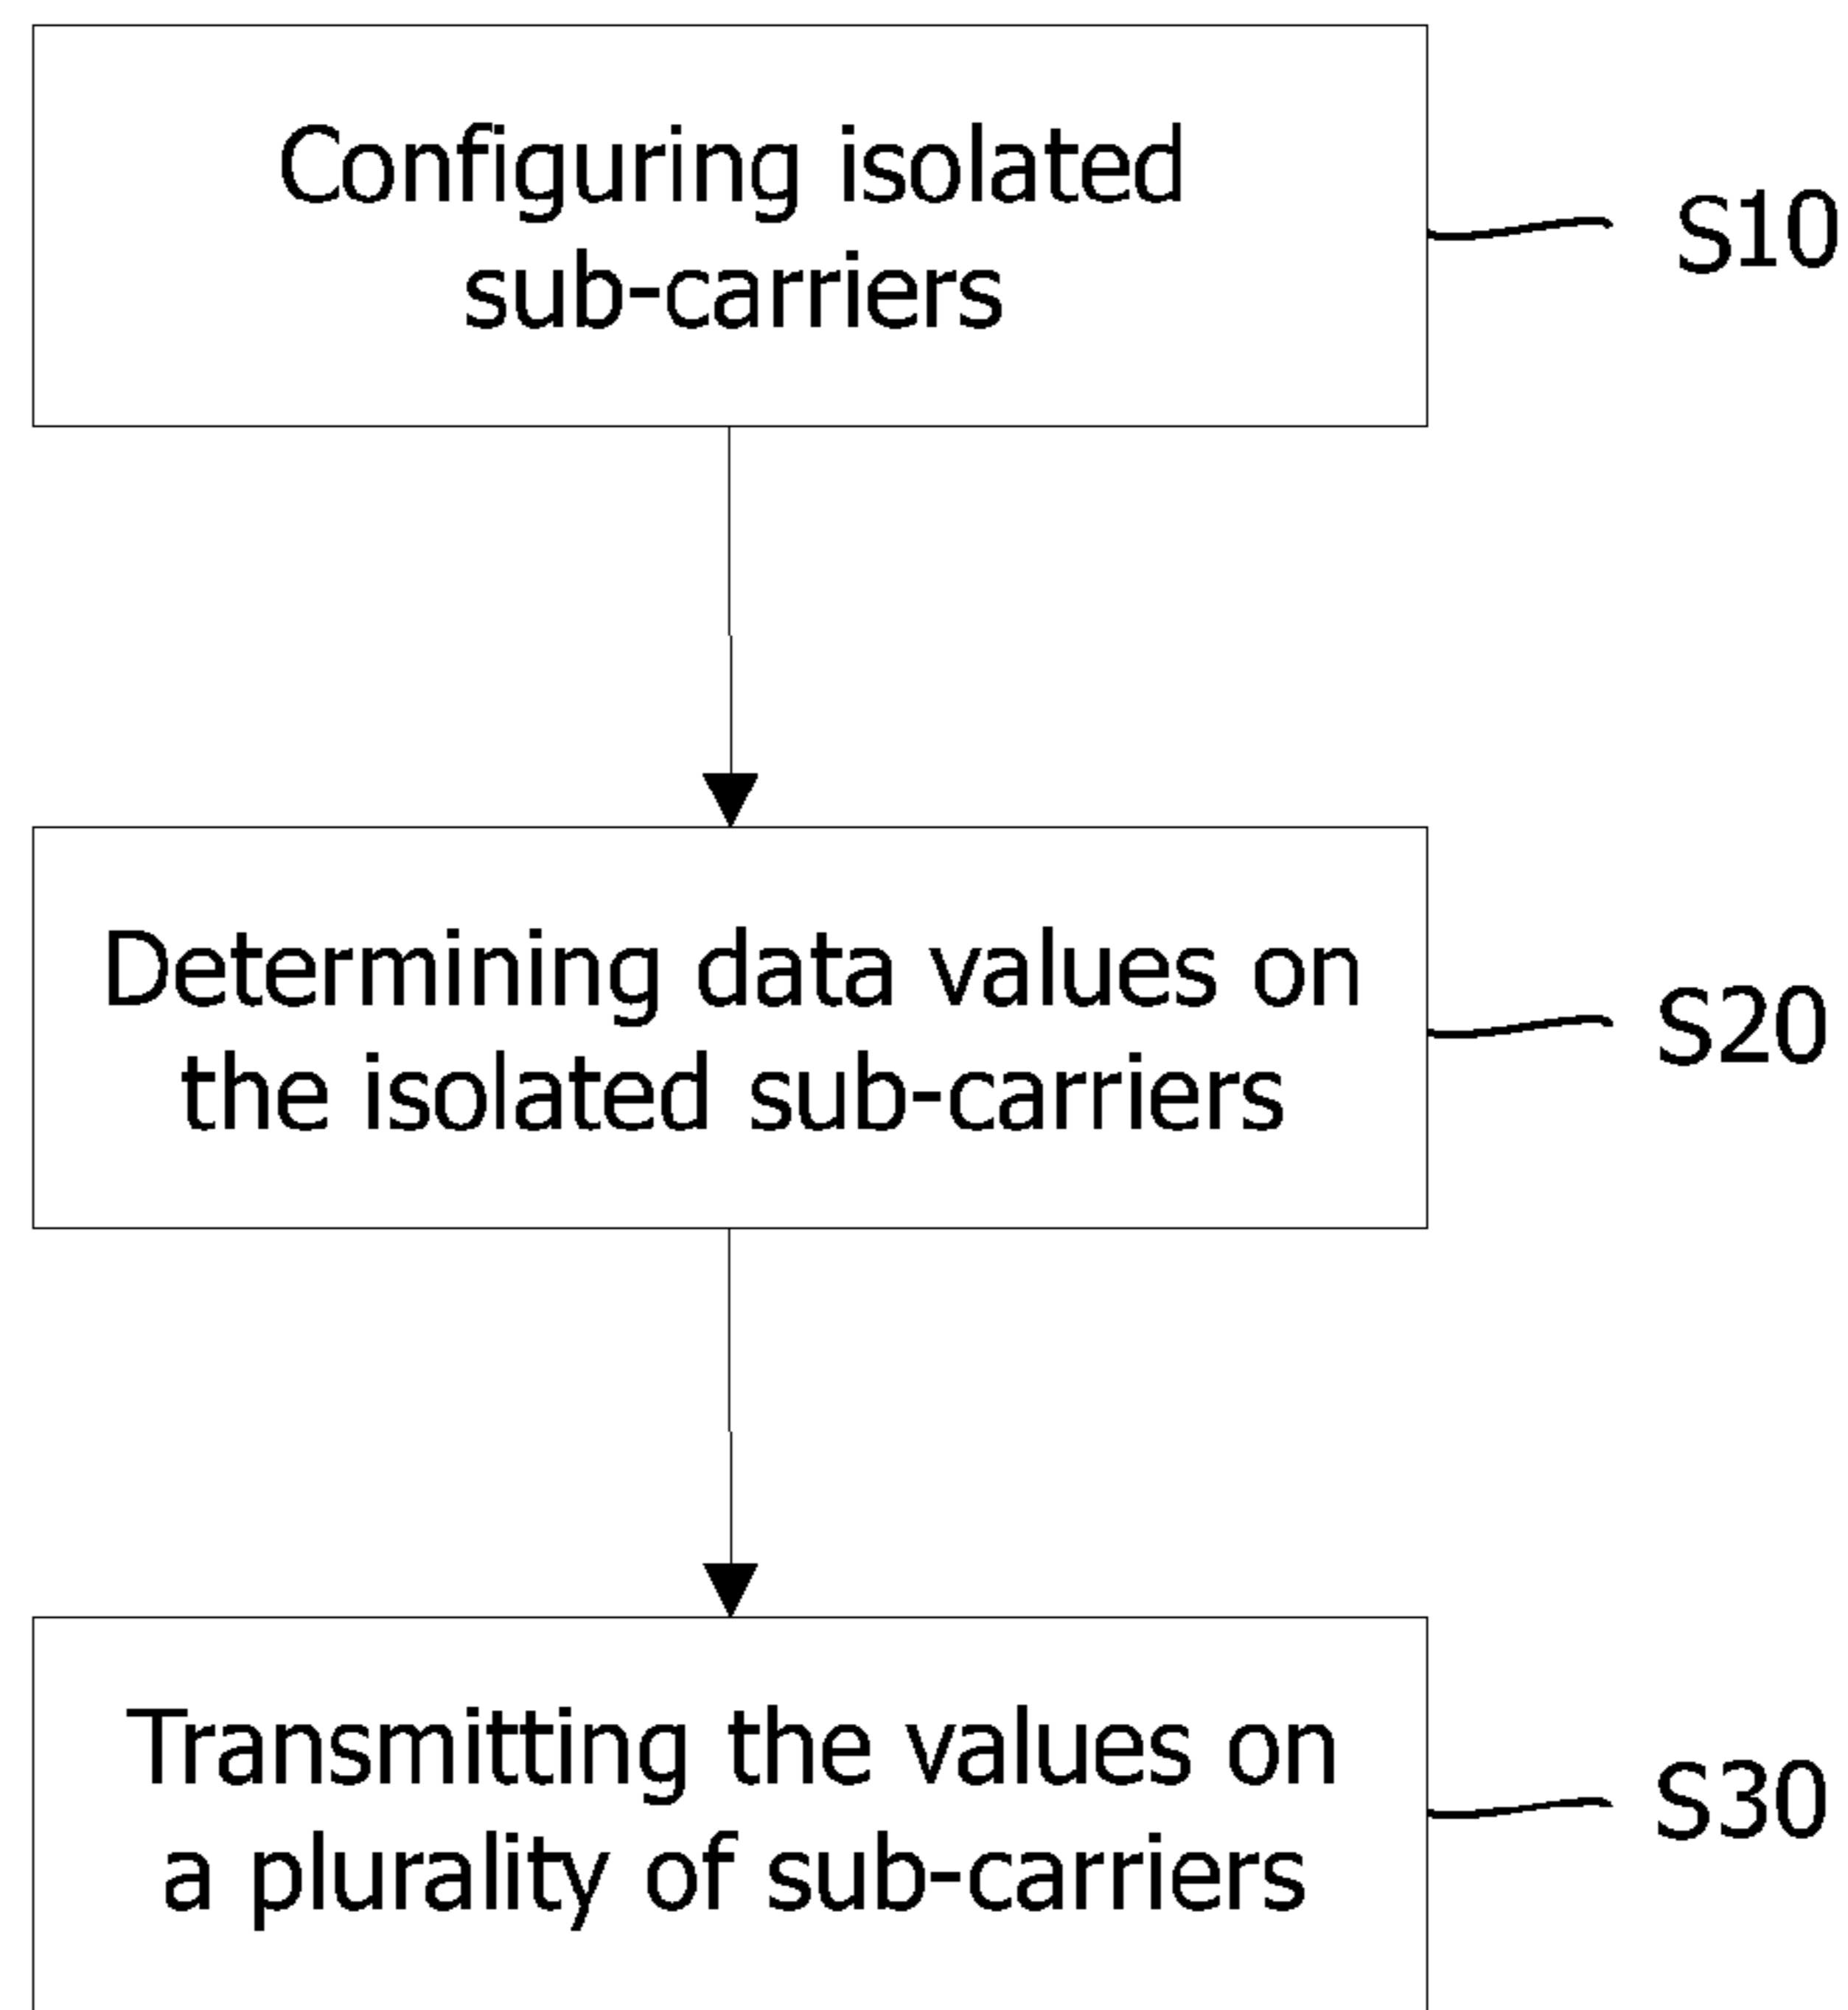 Configuring isolated
sub-carriers
S10
Determining data values on
the isolated sub-carriers
S20
Transmitting the values on
a plurality of sub-carriers
S30